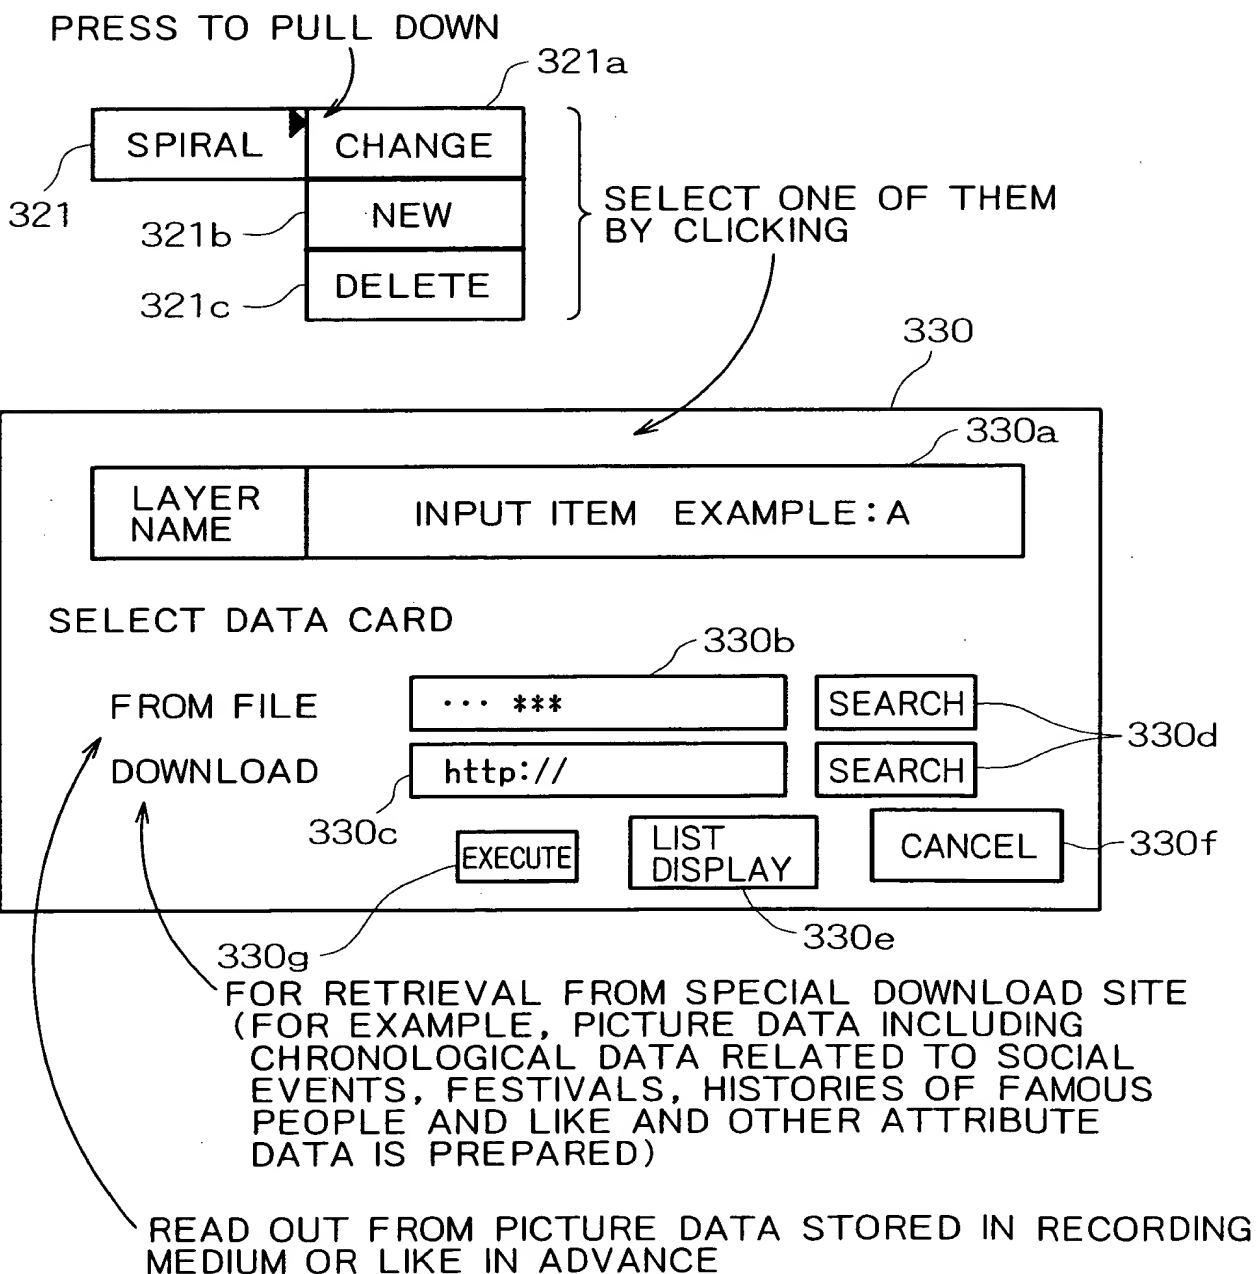 PRESS TO PULL DOWN
321a
SPIRAL CHANGE
321
321b NEW
321c DELETE
SELECT ONE OF THEM
BY CLICKING
330
330a
LAYER
NAME
INPUT ITEM EXAMPLE:A
SELECT DATA CARD
330b
FROM FILE ··· *** SEARCH
330d
DOWNLOAD http:// SEARCH
330c
EXECUTE
LIST
DISPLAY
CANCEL
330f
330e
330g
FOR RETRIEVAL FROM SPECIAL DOWNLOAD SITE
(FOR EXAMPLE, PICTURE DATA INCLUDING
CHRONOLOGICAL DATA RELATED TO SOCIAL
EVENTS, FESTIVALS, HISTORIES OF FAMOUS
PEOPLE AND LIKE AND OTHER ATTRIBUTE
DATA IS PREPARED)
READ OUT FROM PICTURE DATA STORED IN RECORDING
MEDIUM OR LIKE IN ADVANCE